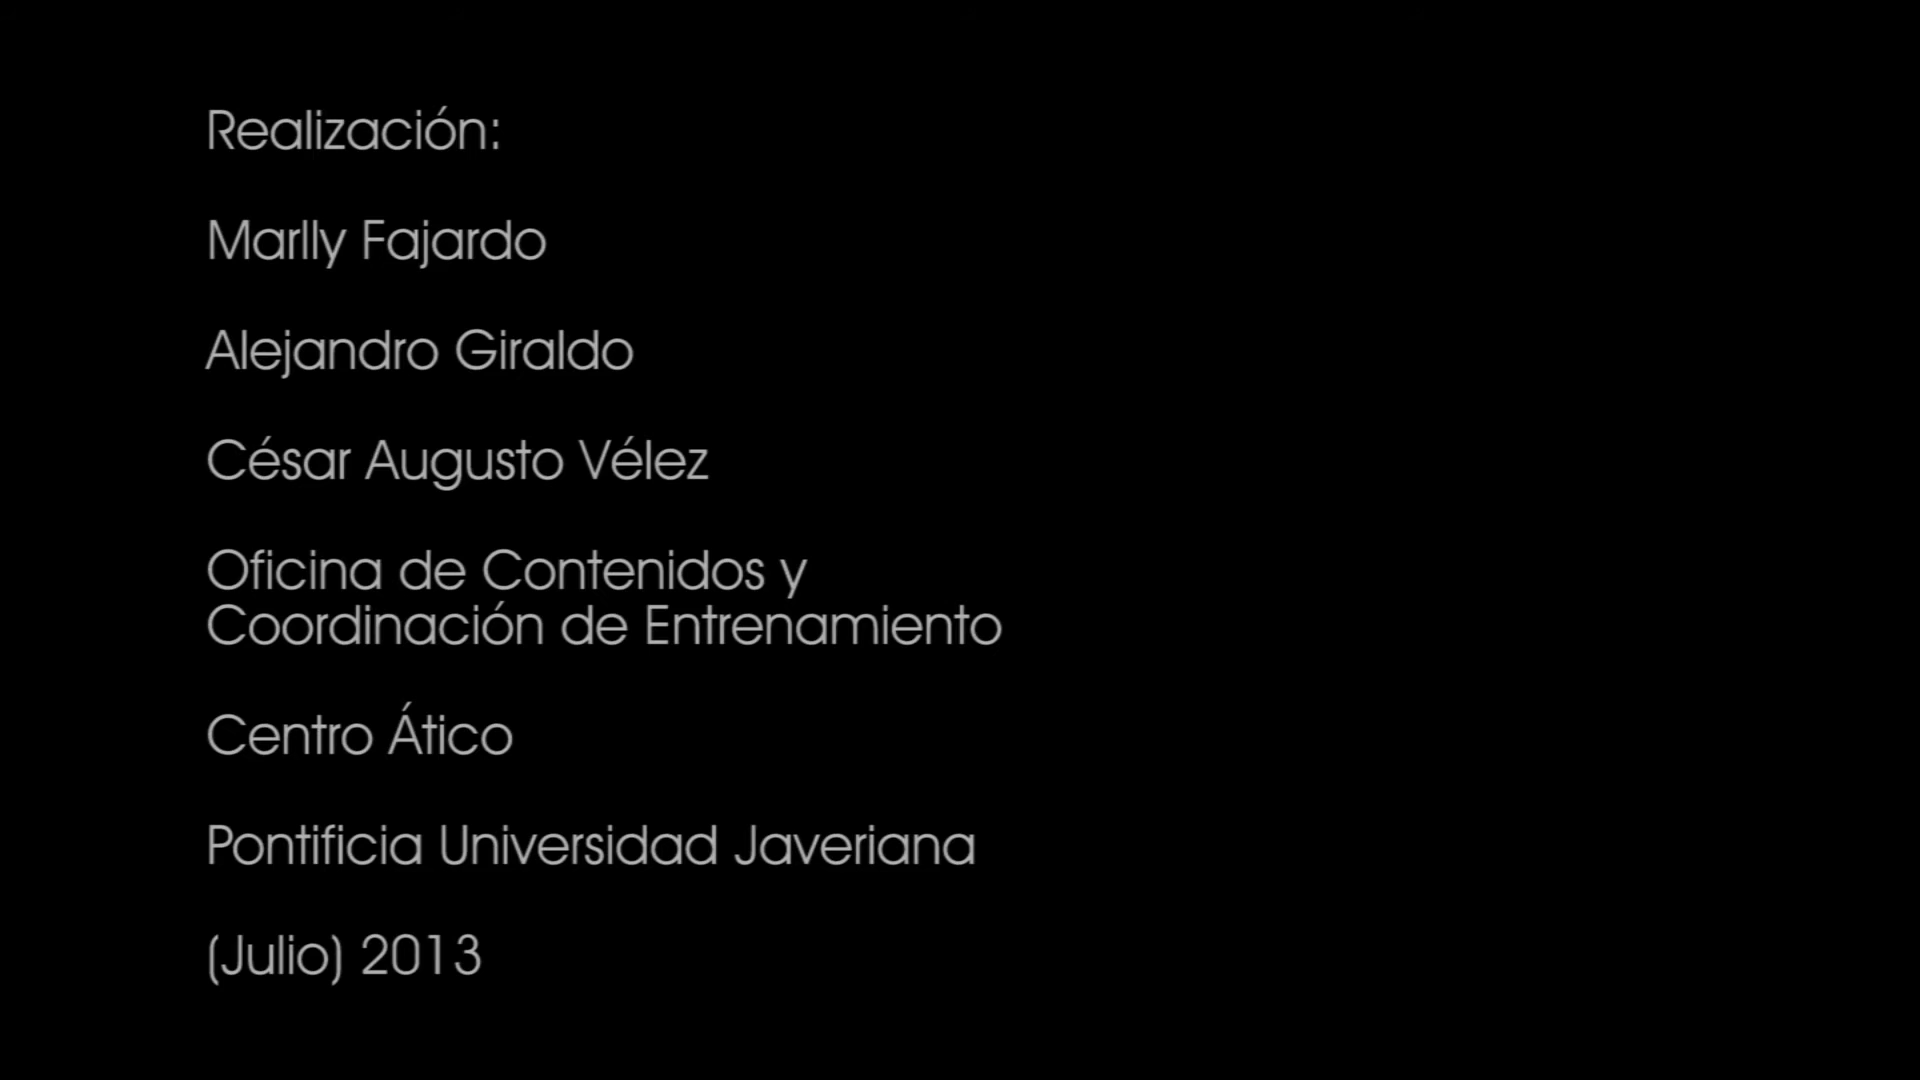 Realización:
Marlly Fajardo
Alejandro Giraldo
César Augusto Vélez
Oficina de Contenidos y
Coordinación de Entrenamiento
Centro Ático
Pontificia Universidad Javeriana
(Julio) 2013